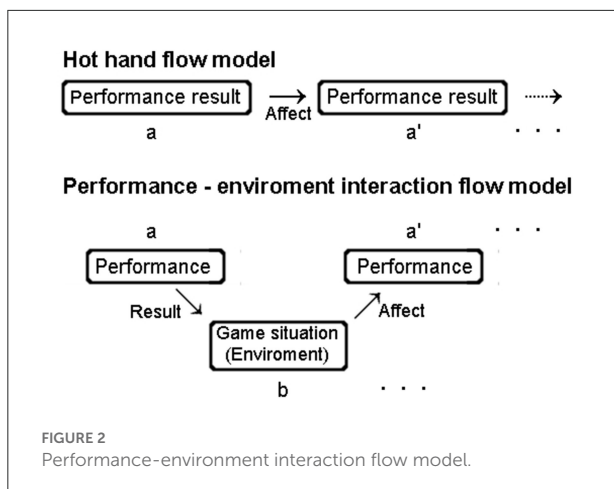 Hot hand flow model
Performance result Performance result
Affect
a a' . . .
Performance - enviroment interaction flow model
a a' . . .
Performance Performance
Result Affect
Game situation
(Enviroment)
b . . .
FIGURE 2
Performance-environment interaction flow model.